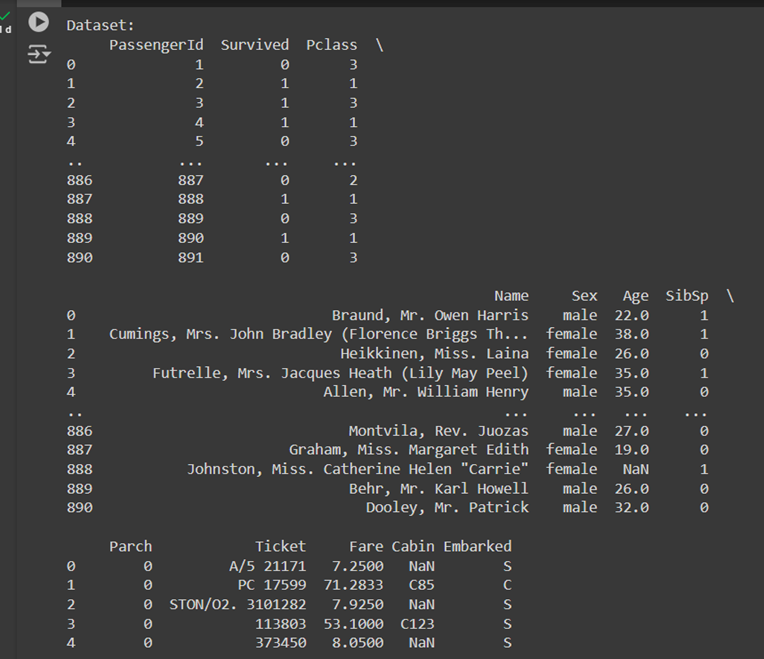 Dataset:
PassengerId Survived Pclass \
0 1 0 3
1 2 1 1
2 3 1 3
3 4 1 1
4 5 0 3
.. ... ... ...
886 887 0 2
887 888 1 1
888 889 0 3
889 890 1 1
890 891 0 3
Name Sex Age SibSp \
0 Braund, Mr. Owen Harris male 22.0 1
1 Cumings, Mrs. John Bradley (Florence Briggs Th... female 38.0 1
2 Heikkinen, Miss. Laina female 26.0 0
3 Futrelle, Mrs. Jacques Heath (Lily May Peel) female 35.0 1
4 Allen, Mr. William Henry male 35.0 0
.. ... ... ... ...
886 Montvila, Rev. Juozas male 27.0 0
887 Graham, Miss. Margaret Edith female 19.0 0
888 Johnston, Miss. Catherine Helen "Carrie" female NaN 1
889 Behr, Mr. Karl Howell male 26.0 0
890 Dooley, Mr. Patrick male 32.0 0
Parch Ticket Fare Cabin Embarked
0 0 A/5 21171 7.2500 NaN S
1 0 PC 17599 71.2833 C85 C
2 0 STON/O2. 3101282 7.9250 NaN S
3 0 113803 53.1000 C123 S
4 0 373450 8.0500 NaN S